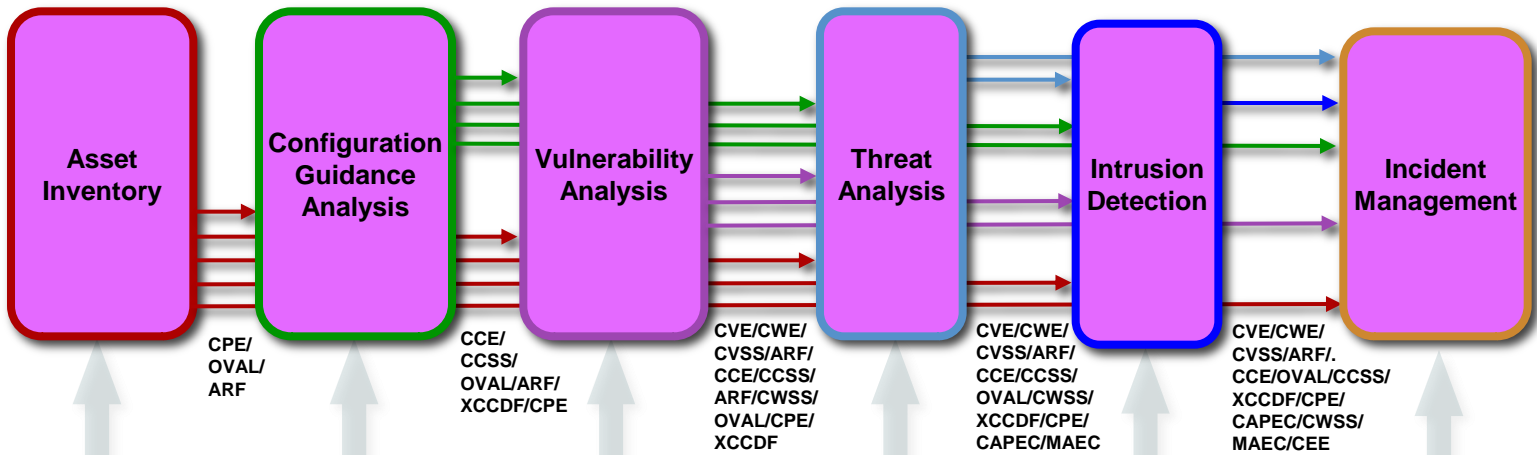 Asset
Inventory
Configuration
Guidance
Analysis
Vulnerability
Analysis
Threat
Analysis
Intrusion
Detection
Incident
Management
CPE/
OVAL/
ARF
CCE/
CCSS/
OVAL/ARF/
XCCDF/CPE
CVE/CWE/
CVSS/ARF/
CCE/CCSS/
ARF/CWSS/
OVAL/CPE/
XCCDF
CVE/CWE/
CVSS/ARF/
CCE/CCSS/
OVAL/CWSS/
XCCDF/CPE/
CAPEC/MAEC
CVE/CWE/
CVSS/ARF/.
CCE/OVAL/CCSS/
XCCDF/CPE/
CAPEC/CWSS/
MAEC/CEE